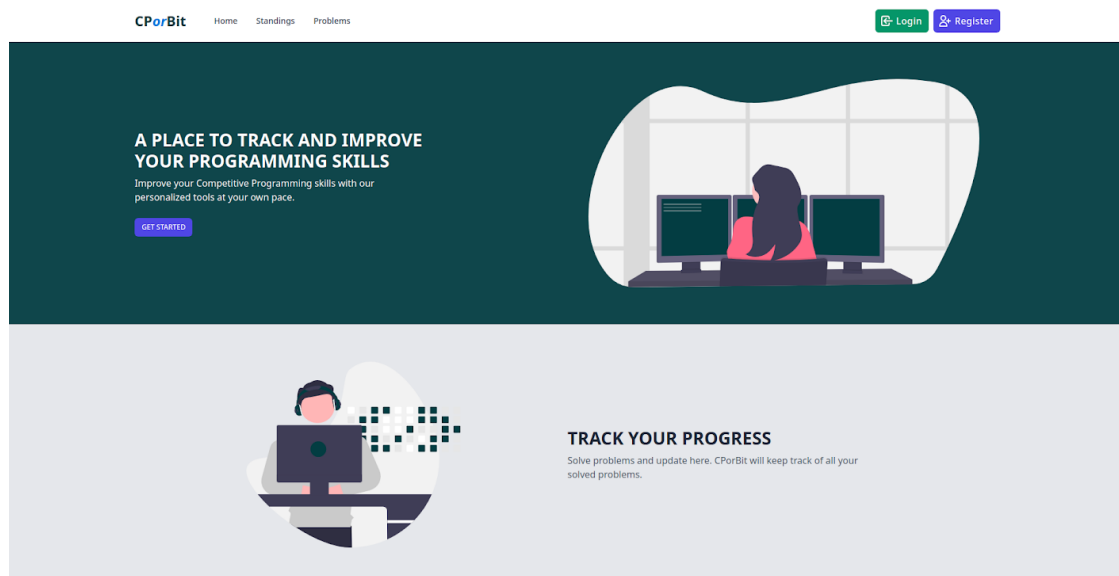 CPorBit
Home
Standings
Problems
Login
Register
A PLACE TO TRACK AND IMPROVE
YOUR PROGRAMMING SKILLS
Improve your Competitive Programming skills with our
personalized tools at your own pace.
GET STARTED
TRACK YOUR PROGRESS
Solve problems and update here. CPorBit will keep track of all your
solved problems.